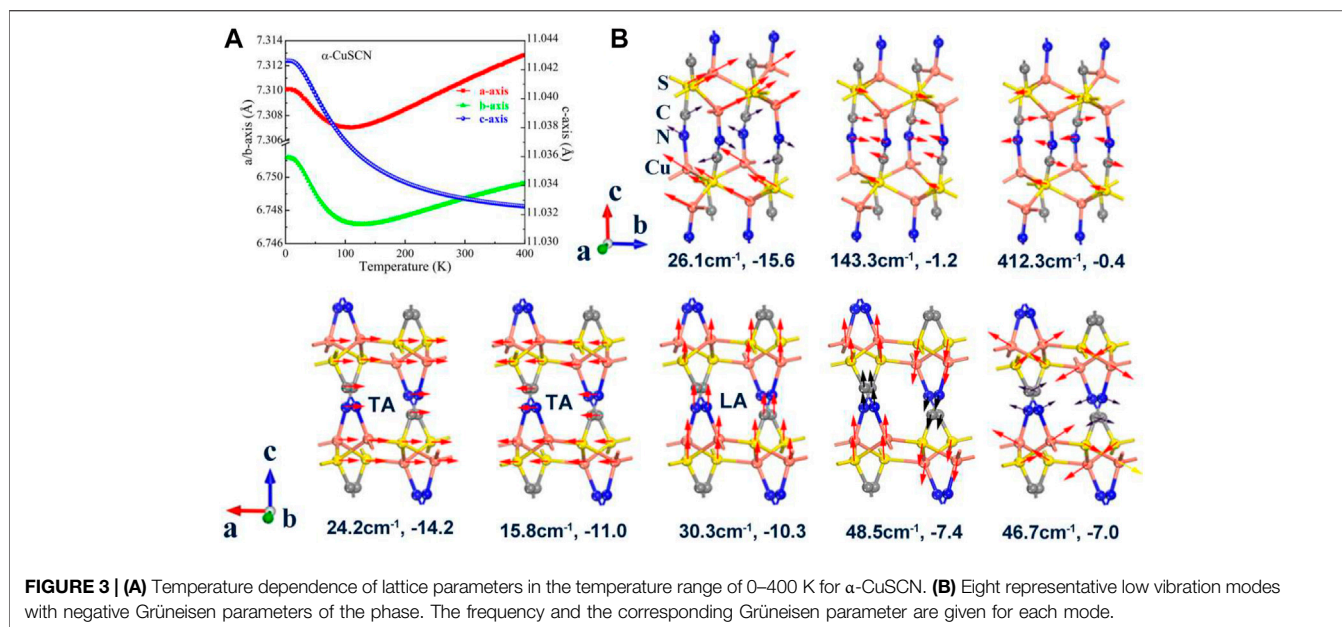 A
α-CuSCN
a-axis
b-axis
c-axis
7.314
7.312
7.310
7.308
7.306
6.750
6.748
6.746
a/b-axis (Å)
11.044
11.042
11.040
11.038
11.036
11.034
11.032
11.030
c-axis (Å)
0 100 200 300 400
Temperature (K)
B
S
C
N
Cu
c
b
a
26.1cm⁻¹, -15.6 143.3cm⁻¹, -1.2 412.3cm⁻¹, -0.4
TA TA LA
c
a b
24.2cm⁻¹, -14.2 15.8cm⁻¹, -11.0 30.3cm⁻¹, -10.3 48.5cm⁻¹, -7.4 46.7cm⁻¹, -7.0
FIGURE 3 | (A) Temperature dependence of lattice parameters in the temperature range of 0–400 K for α-CuSCN. (B) Eight representative low vibration modes
with negative Grüneisen parameters of the phase. The frequency and the corresponding Grüneisen parameter are given for each mode.